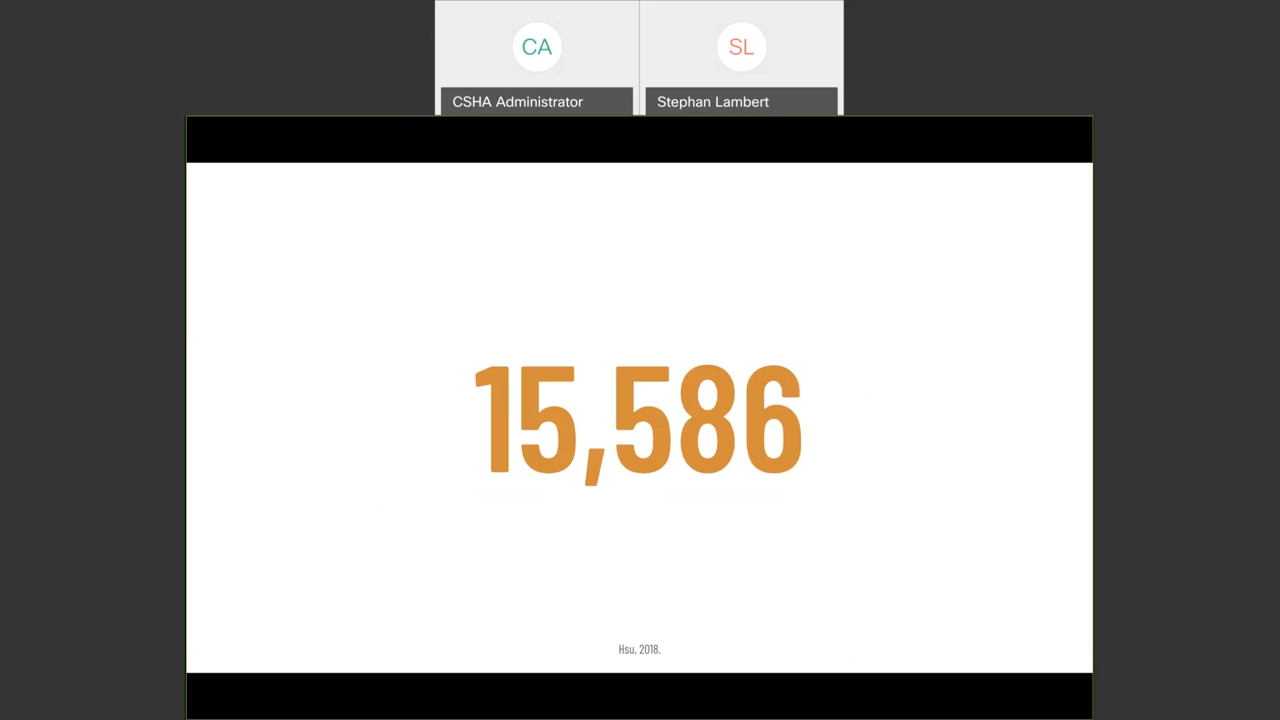 CA
SL
CSHA Administrator
Stephan Lambert
15,586
Hsu, 2018.